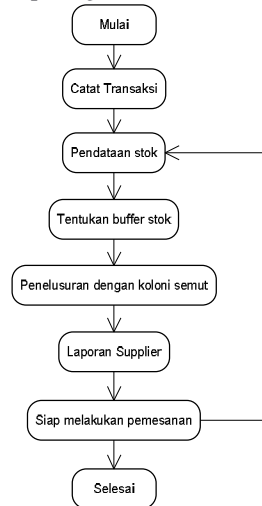 Mulai
Catat Transaksi
Pendataan stok
Tentukan buffer stok
Penelusuran dengan koloni semut
Laporan Supplier
Siap melakukan pemesanan
Selesai